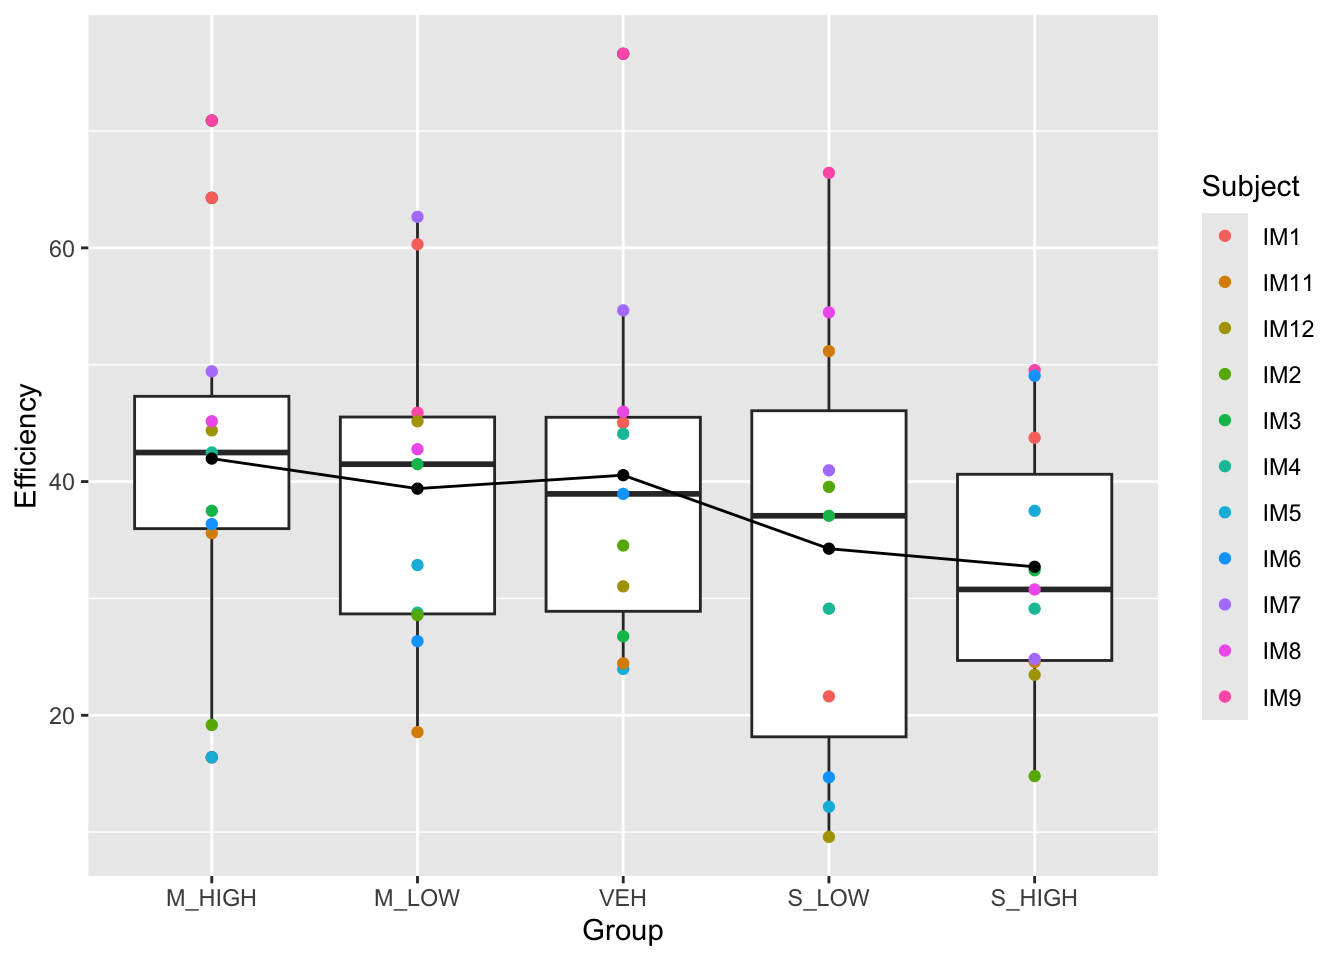 Efficiency
60
40
20
M_HIGH
M_LOW
VEH
S_LOW
S_HIGH
Group
Subject
IM1
IM11
IM12
IM2
IM3
IM4
IM5
IM6
IM7
IM8
IM9